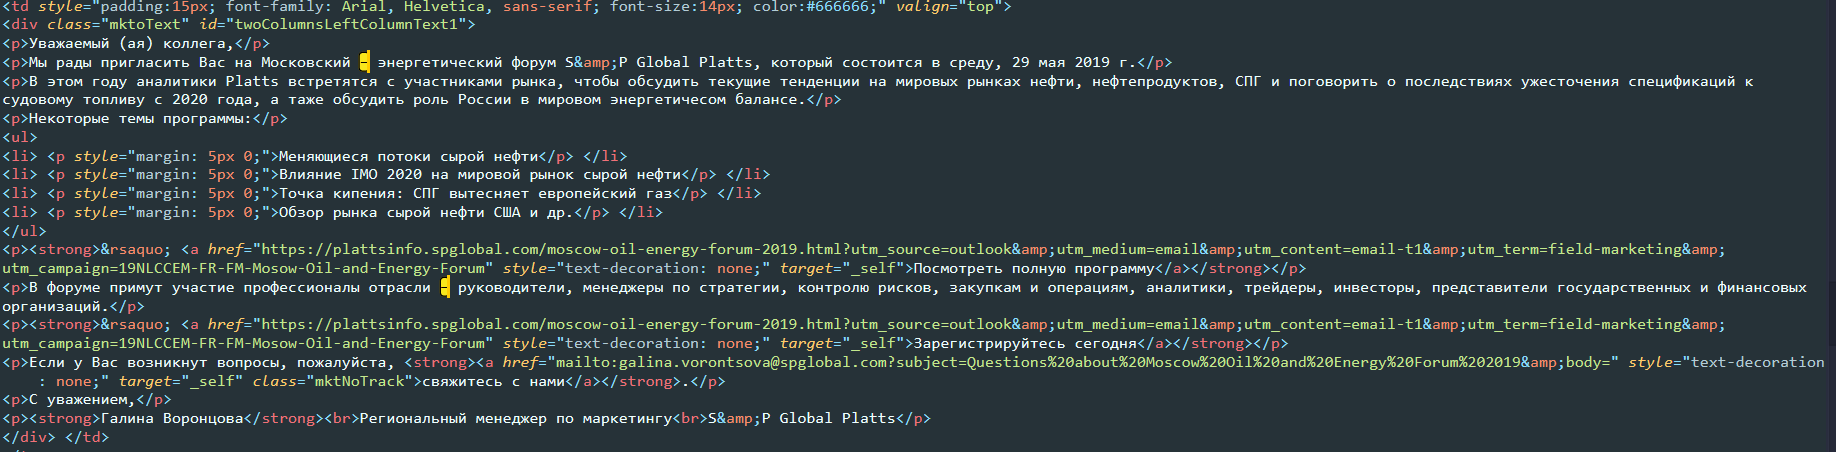 <td style="padding:15px; font-family: Arial, Helvetica, sans-serif; font-size:14px; color:#666666;" valign="top">
<div class="mktoText" id="twoColumnsLeftColumnText1">
<p>Уважаемый (ая) коллега,</p>
<p>Мы рады пригласить Вас на Московский – энергетический форум S&amp;P Global Platts, который состоится в среду, 29 мая 2019 г.</p>
<p>В этом году аналитики Platts встретятся с участниками рынка, чтобы обсудить текущие тенденции на мировых рынках нефти, нефтепродуктов, СПГ и поговорить о последствиях ужесточения спецификаций к
судовому топливу с 2020 года, а таже обсудить роль России в мировом энергетичесом балансе.</p>
<p>Некоторые темы программы:</p>
<ul>
<li> <p style="margin: 5px 0;">Меняющиеся потоки сырой нефти</p> </li>
<li> <p style="margin: 5px 0;">Влияние IMO 2020 на мировой рынок сырой нефти</p> </li>
<li> <p style="margin: 5px 0;">Точка кипения: СПГ вытесняет европейский газ</p> </li>
<li> <p style="margin: 5px 0;">Обзор рынка сырой нефти США и др.</p> </li>
</ul>
<p><strong>&rsaquo; <a href="https://plattsinfo.spglobal.com/moscow-oil-energy-forum-2019.html?utm_source=outlook&amp;utm_medium=email&amp;utm_content=email-t1&amp;utm_term=field-marketing&amp;
utm_campaign=19NLCCEM-FR-FM-Mosow-Oil-and-Energy-Forum" style="text-decoration: none;" target="_self">Посмотреть полную программу</a></strong></p>
<p>В форуме примут участие профессионалы отрасли – руководители, менеджеры по стратегии, контролю рисков, закупкам и операциям, аналитики, трейдеры, инвесторы, представители государственных и финансовых
организаций.</p>
<p><strong>&rsaquo; <a href="https://plattsinfo.spglobal.com/moscow-oil-energy-forum-2019.html?utm_source=outlook&amp;utm_medium=email&amp;utm_content=email-t1&amp;utm_term=field-marketing&amp;
utm_campaign=19NLCCEM-FR-FM-Mosow-Oil-and-Energy-Forum" style="text-decoration: none;" target="_self">Зарегистрируйтесь сегодня</a></strong></p>
<p>Если у Вас возникнут вопросы, пожалуйста, <strong><a href="mailto:galina.vorontsova@spglobal.com?subject=Questions%20about%20Moscow%20Oil%20and%20Energy%20Forum%202019&amp;body=" style="text-decoration
: none;" target="_self" class="mktNoTrack">свяжитесь с нами</a></strong>.</p>
<p>С уважением,</p>
<p><strong>Галина Воронцова</strong><br>Региональный менеджер по маркетингу<br>S&amp;P Global Platts</p>
</div> </td>